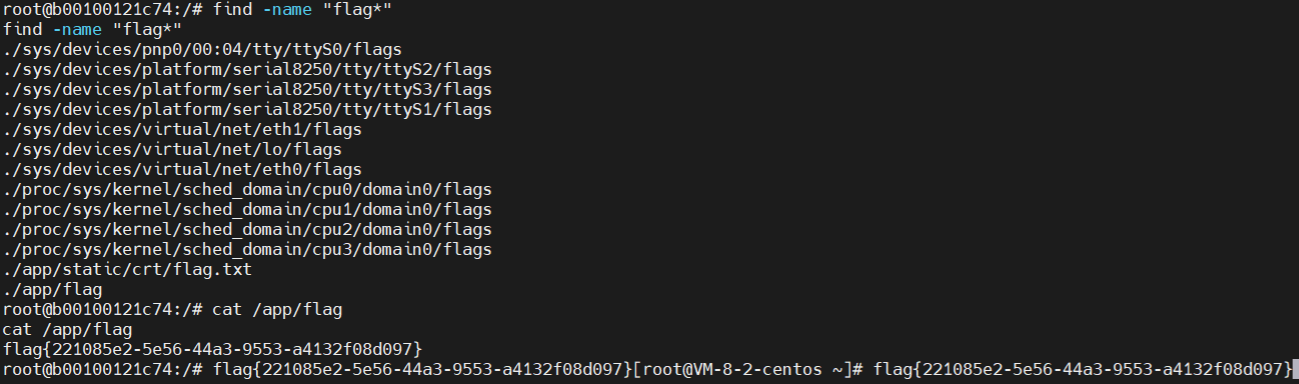 root@b00100121c74:/# find -name "flag*"
find -name "flag*"
./sys/devices/pnp0/00:04/tty/ttyS0/flags
./sys/devices/platform/serial8250/tty/ttyS2/flags
./sys/devices/platform/serial8250/tty/ttyS3/flags
./sys/devices/platform/serial8250/tty/ttyS1/flags
./sys/devices/virtual/net/eth1/flags
./sys/devices/virtual/net/lo/flags
./sys/devices/virtual/net/eth0/flags
./proc/sys/kernel/sched_domain/cpu0/domain0/flags
./proc/sys/kernel/sched_domain/cpu1/domain0/flags
./proc/sys/kernel/sched_domain/cpu2/domain0/flags
./proc/sys/kernel/sched_domain/cpu3/domain0/flags
./app/static/crt/flag.txt
./app/flag
root@b00100121c74:/# cat /app/flag
cat /app/flag
flag{221085e2-5e56-44a3-9553-a4132f08d097}
root@b00100121c74:/# flag{221085e2-5e56-44a3-9553-a4132f08d097}[root@VM-8-2-centos ~]# flag{221085e2-5e56-44a3-9553-a4132f08d097}